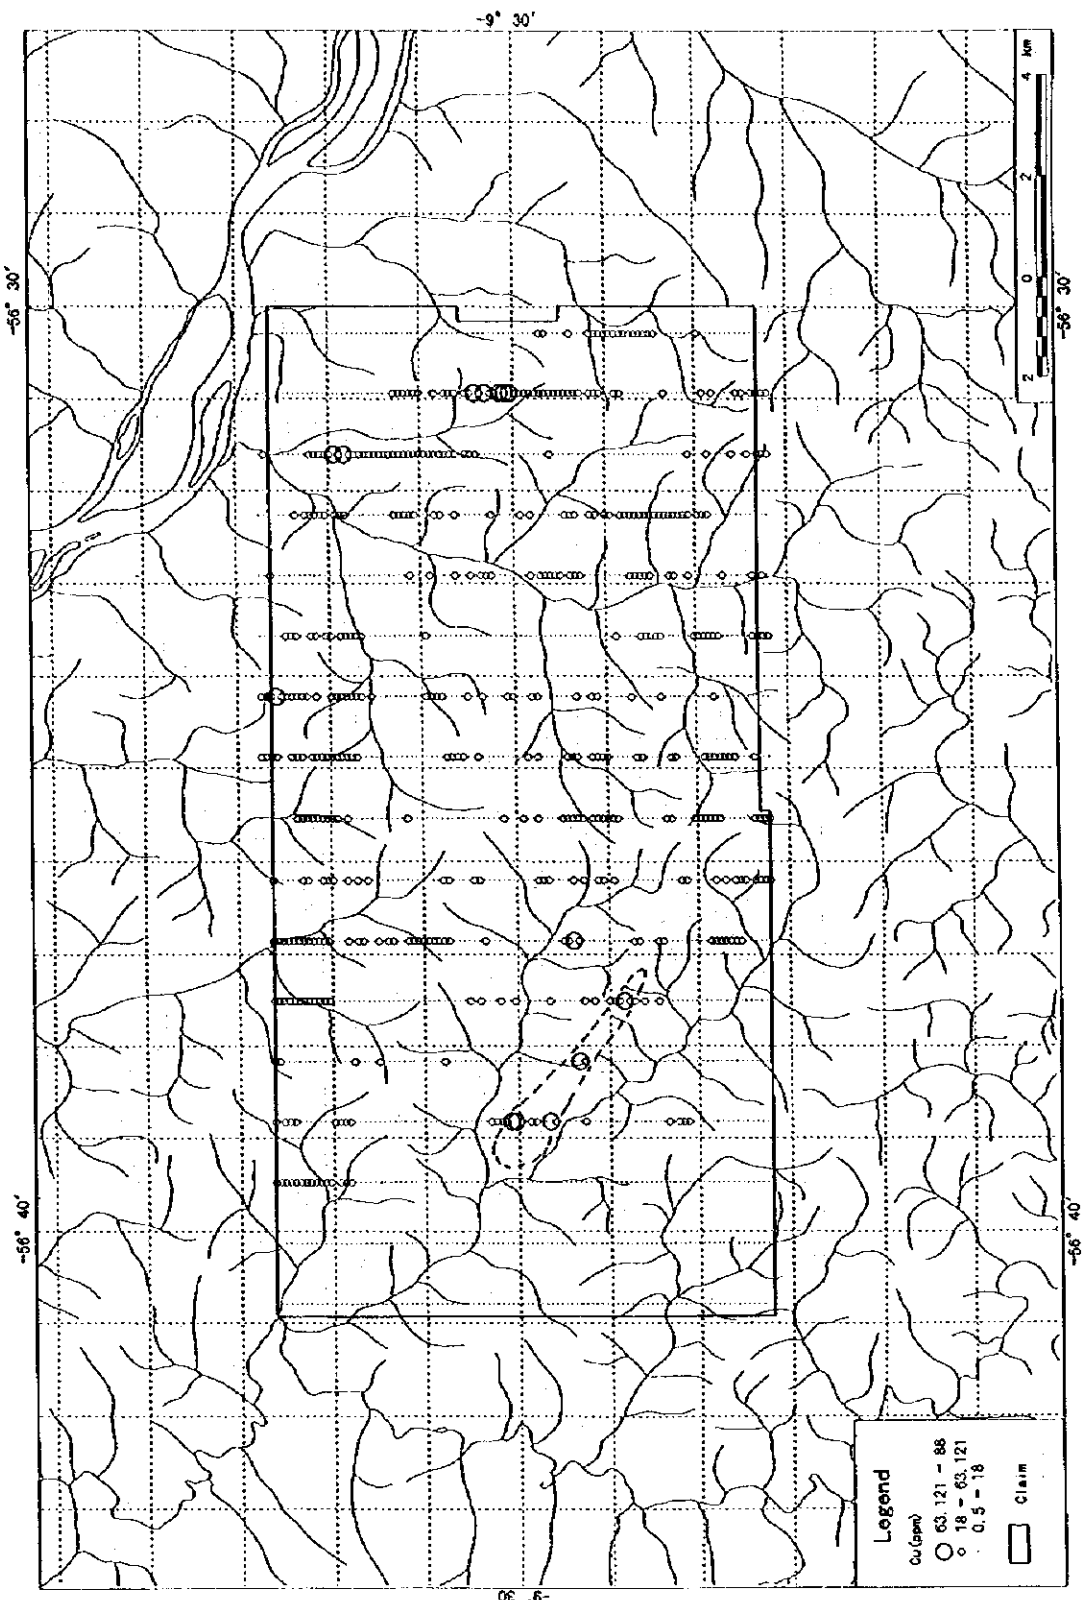 -9° 30′
-56° 30′
-56° 30′
2 0 2 4 km
-56° 40′
-56° 40′
-9° 30′
Legend
Cu(ppm)
63.121 - 88
18 - 63.121
0.5 - 18
Claim